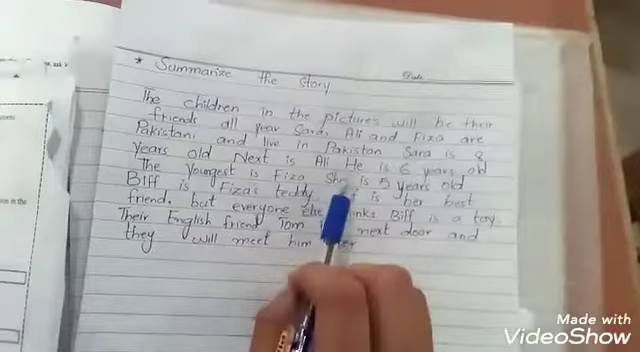 * Summarize the story
Date
The children in the pictures will be their
friends all year Sara, Ali and Fiza are
Pakistani and live in Pakistan Sara is 8
years old Next is Ali He is 6 years old
The youngest is Fiza She is 5 years old
Biff is Fiza's teddy. is her best
friend. but everyone else Biff is a toy
Their English friend Tom next door and
they will meet him
Made with
VideoShow